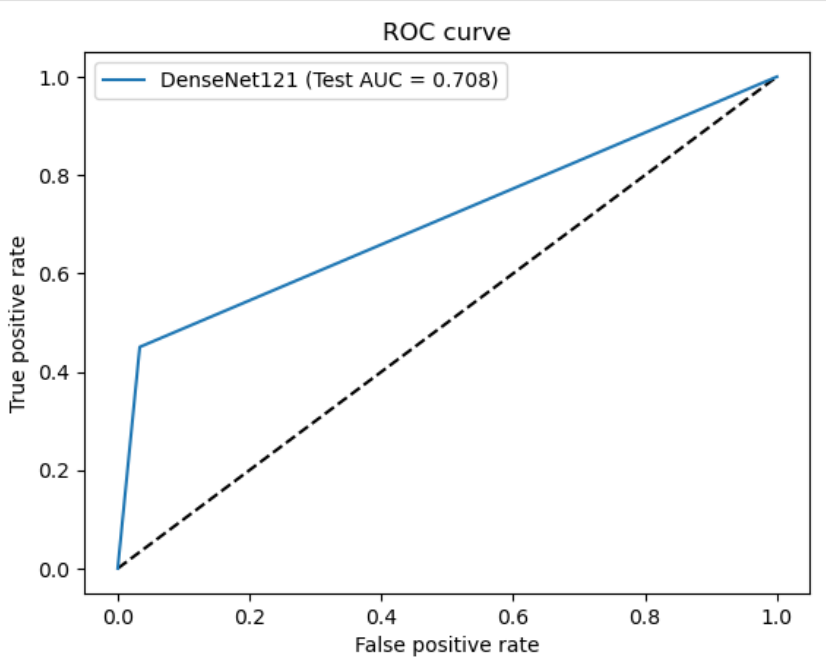 ROC curve
DenseNet121 (Test AUC = 0.708)
1.0
0.8
0.6
0.4
0.2
0.0
True positive rate
0.0 0.2 0.4 0.6 0.8 1.0
False positive rate